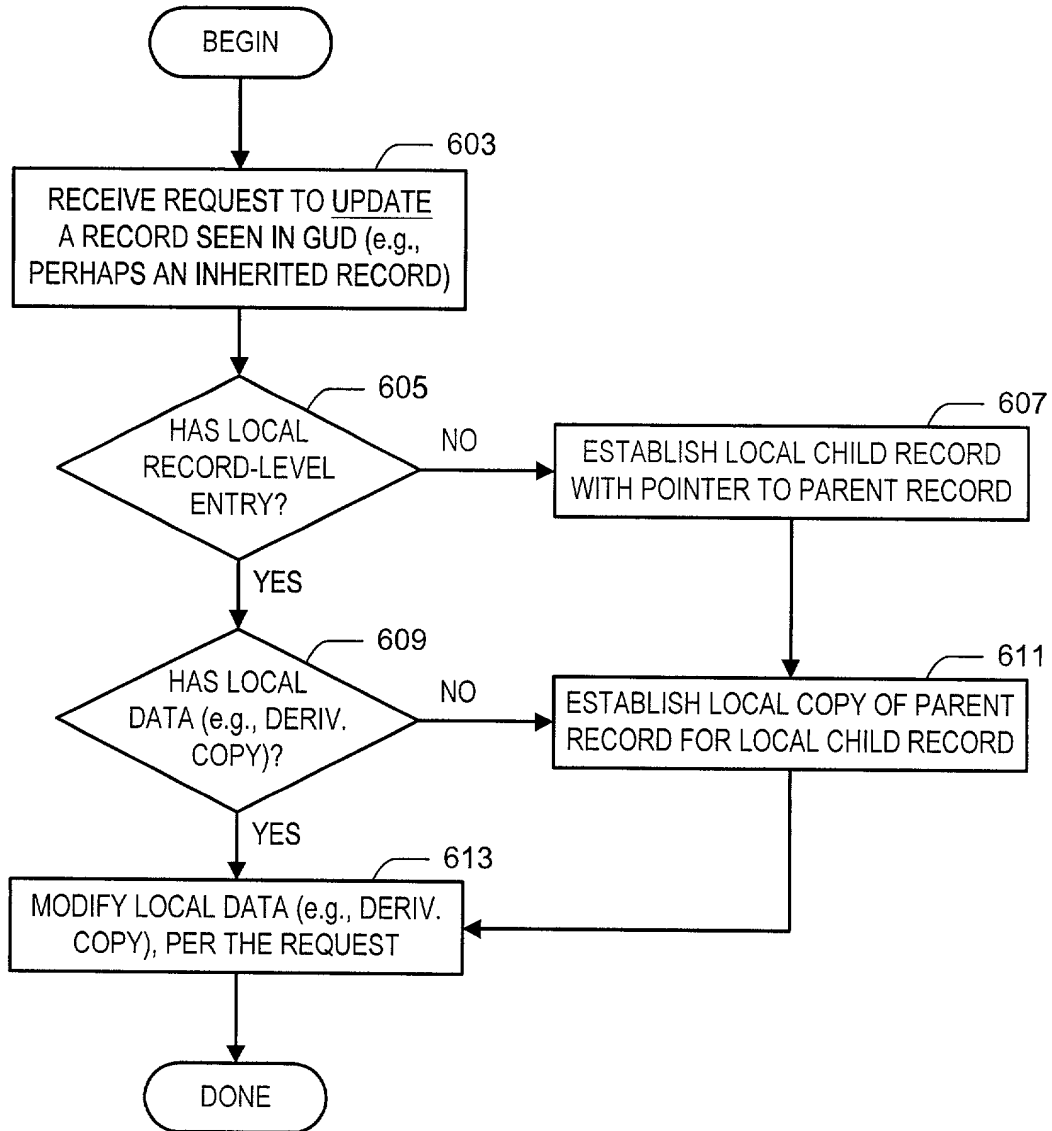 BEGIN
603
RECEIVE REQUEST TO UPDATE
A RECORD SEEN IN GUD (e.g.,
PERHAPS AN INHERITED RECORD)
605
HAS LOCAL
RECORD-LEVEL
ENTRY?
NO
607
ESTABLISH LOCAL CHILD RECORD
WITH POINTER TO PARENT RECORD
YES
609
HAS LOCAL
DATA (e.g., DERIV.
COPY)?
NO
611
ESTABLISH LOCAL COPY OF PARENT
RECORD FOR LOCAL CHILD RECORD
YES
613
MODIFY LOCAL DATA (e.g., DERIV.
COPY), PER THE REQUEST
DONE